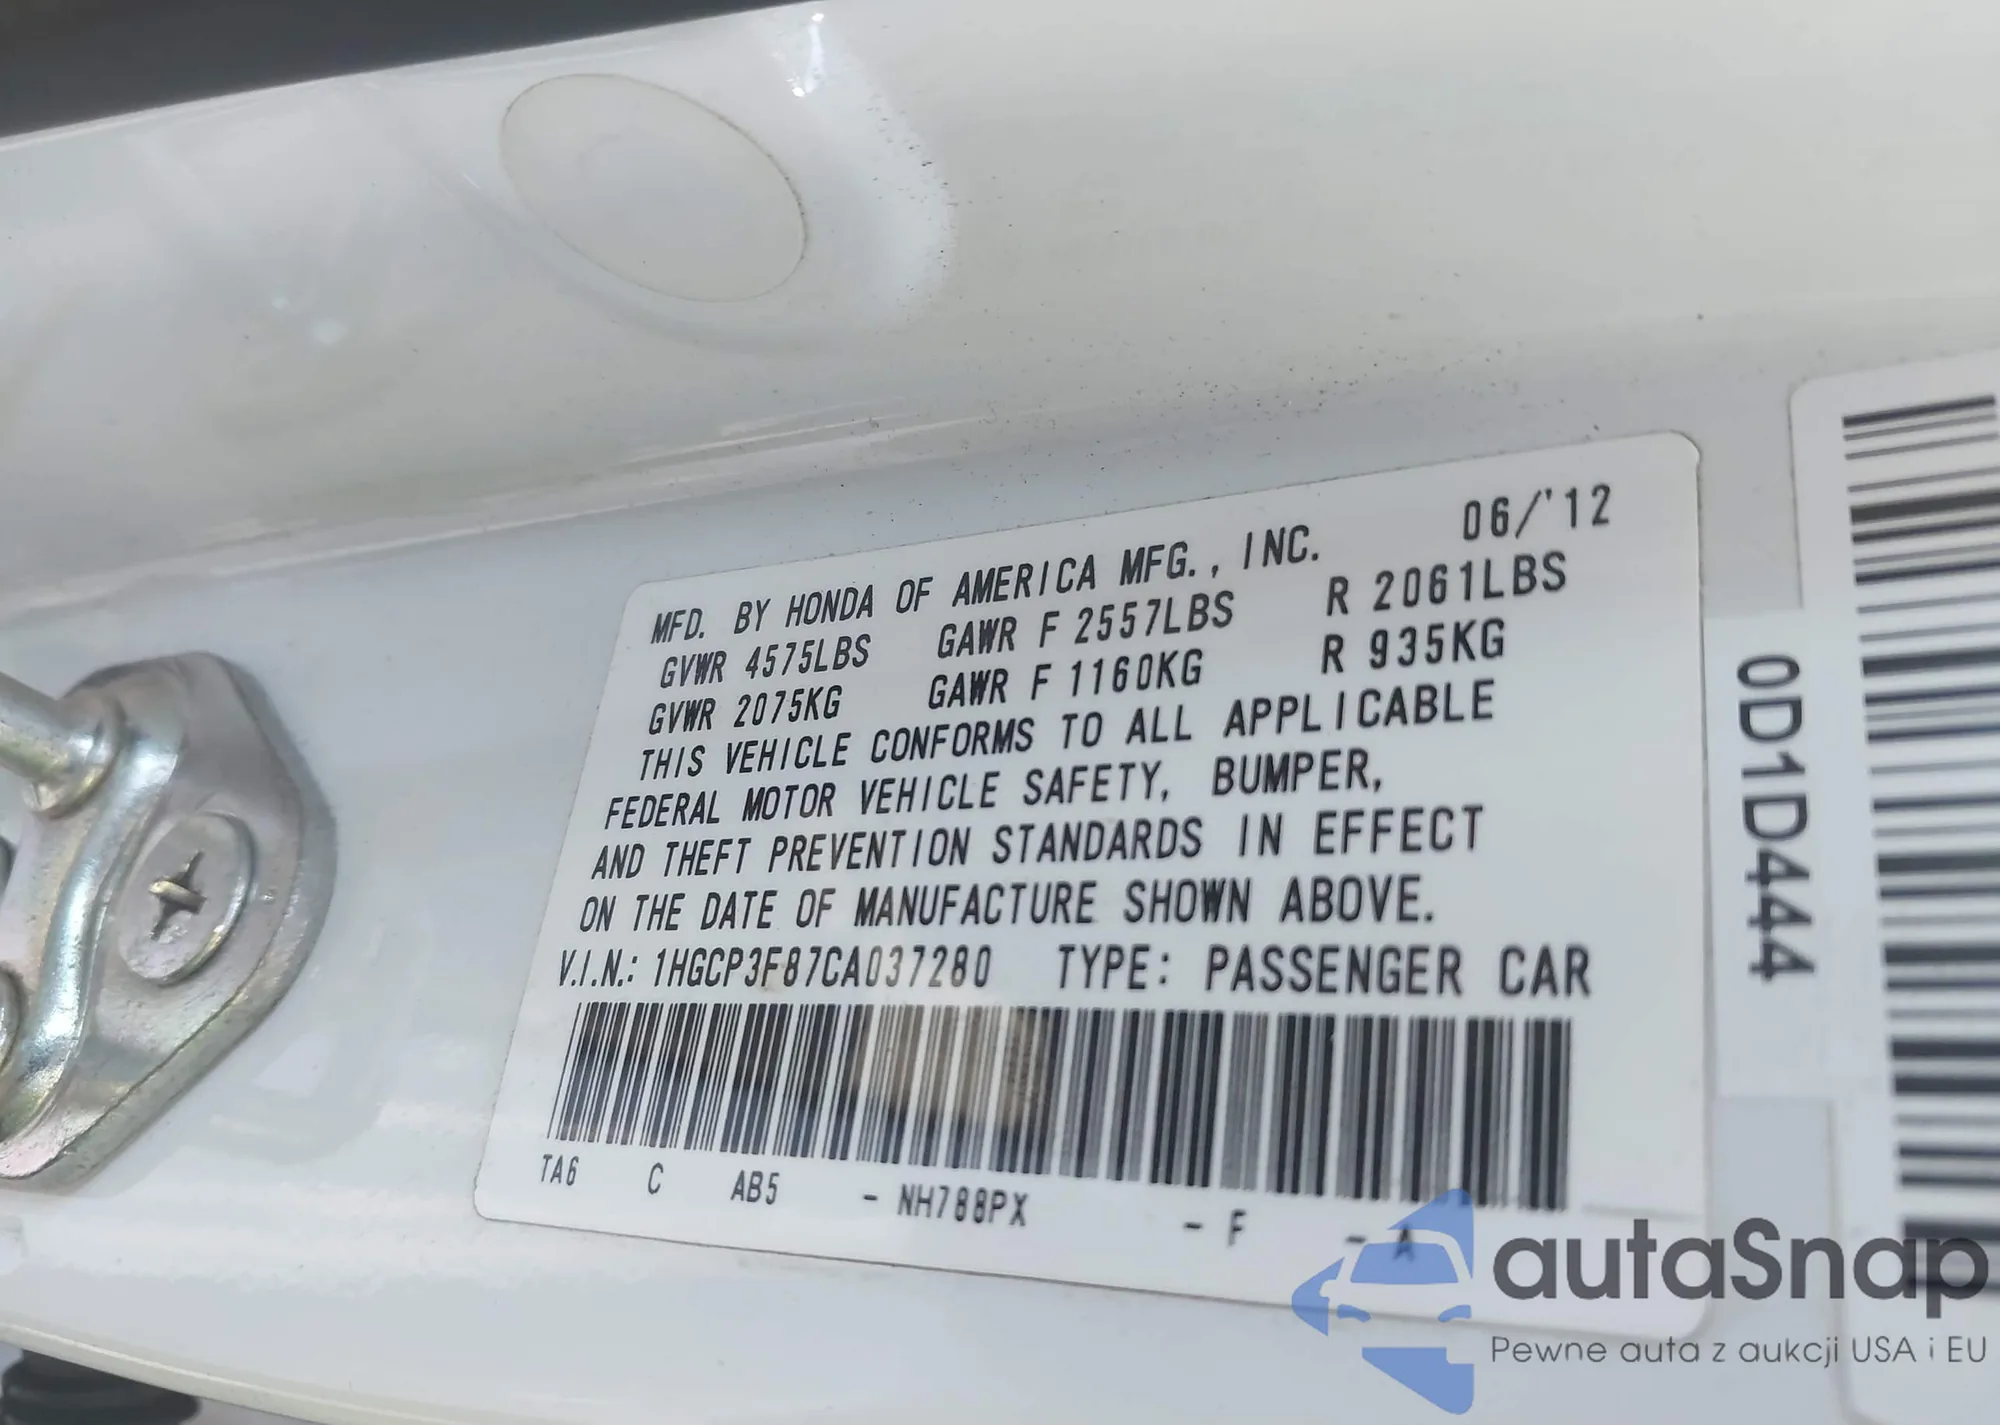 MFD. BY HONDA OF AMERICA MFG., INC. 06/'12
GVWR 4575LBS GAWR F 2557LBS R 2061LBS
GVWR 2075KG GAWR F 1160KG R 935KG
THIS VEHICLE CONFORMS TO ALL APPLICABLE
FEDERAL MOTOR VEHICLE SAFETY, BUMPER,
AND THEFT PREVENTION STANDARDS IN EFFECT
ON THE DATE OF MANUFACTURE SHOWN ABOVE.
V.I.N.: 1HGCP3F87CA037280 TYPE: PASSENGER CAR
TA6 C AB5 - NH788PX - F - A
0D1D444
autaSnap
Pewne auta z aukcji USA i EU